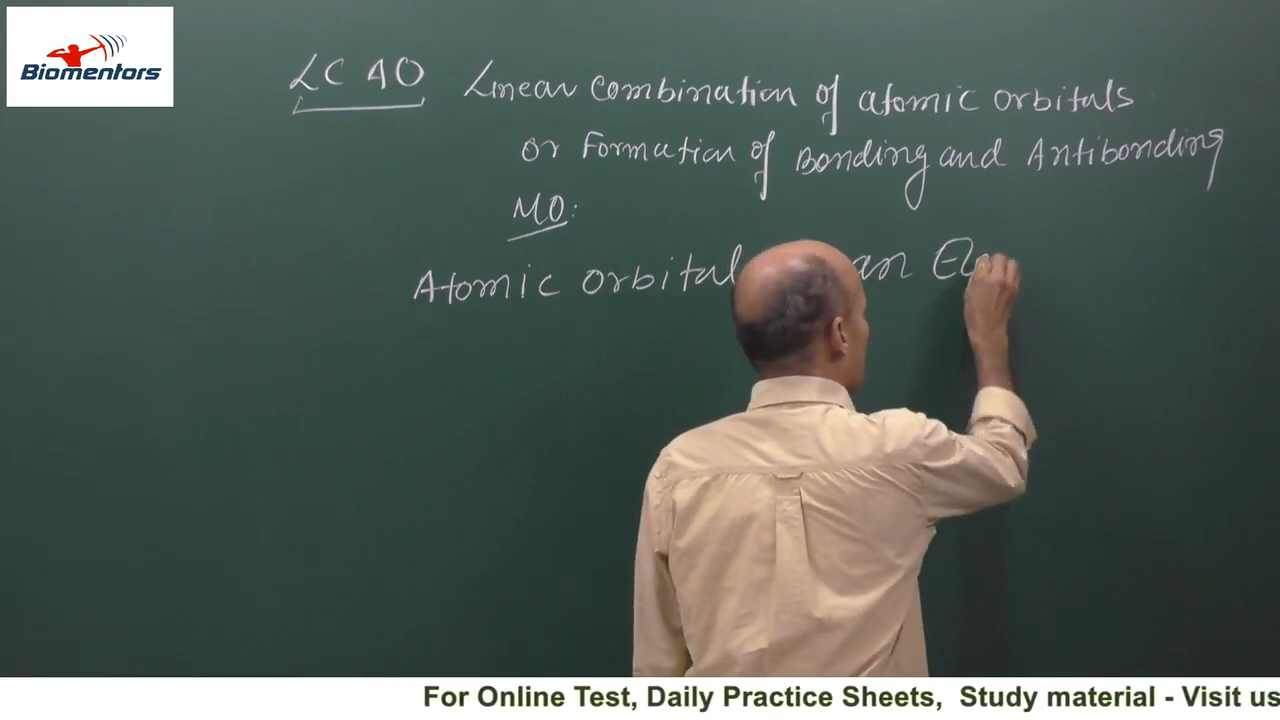 Biomentors
LCAO Linear combination of atomic orbitals
or Formation of Bonding and Antibonding
MO:
Atomic orbital an
For Online Test, Daily Practice Sheets, Study material - Visit us